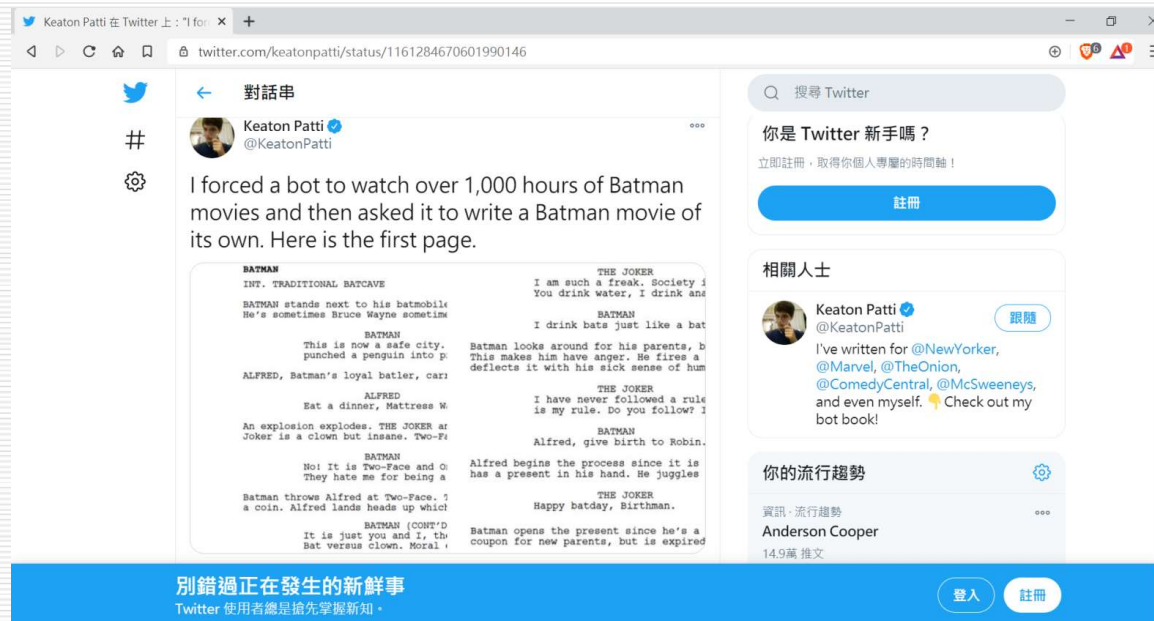 Keaton Patti 在 Twitter 上："I for
twitter.com/keatonpatti/status/1161284670601990146
6
1
對話串
Keaton Patti
@KeatonPatti
I forced a bot to watch over 1,000 hours of Batman
movies and then asked it to write a Batman movie of
its own. Here is the first page.
BATMAN
INT. TRADITIONAL BATCAVE
BATMAN stands next to his batmobile
He's sometimes Bruce Wayne sometime
BATMAN
This is now a safe city.
punched a penguin into
ALFRED, Batman's loyal batler,
ALFRED
Eat a dinner, Mattress
An explosion explodes. THE JOKER
Joker is a clown but insane.
BATMAN
No! It is Two-Face and
They hate me for being a
Batman throws Alfred at Two-Face.
a coin. Alfred lands heads up
BATMAN (CONT'D
It is just you and I,
Bat versus clown. Moral
THE JOKER
I am such a freak. Society
You drink water, I drink
BATMAN
I drink bats just like a bat
Batman looks around for his parents,
This makes him have anger. He fires a
deflects it with his sick sense of
THE JOKER
I have never followed a
is my rule. Do you follow?
BATMAN
Alfred, give birth to Robin.
Alfred begins the process since it is
has a present in his hand. He juggles
THE JOKER
Happy batday, Birthman.
Batman opens the present since he's a
coupon for new parents, but is expired
搜尋 Twitter
你是 Twitter 新手嗎？
立即註冊，取得你個人專屬的時間軸！
註冊
相關人士
Keaton Patti
@KeatonPatti
跟隨
I've written for @NewYorker,
@Marvel, @TheOnion,
@ComedyCentral, @McSweeneys,
and even myself. 👇 Check out my
bot book!
你的流行趨勢
資訊 · 流行趨勢
Anderson Cooper
14.9萬 推文
別錯過正在發生的新鮮事
Twitter 使用者總是搶先掌握新知。
登入
註冊